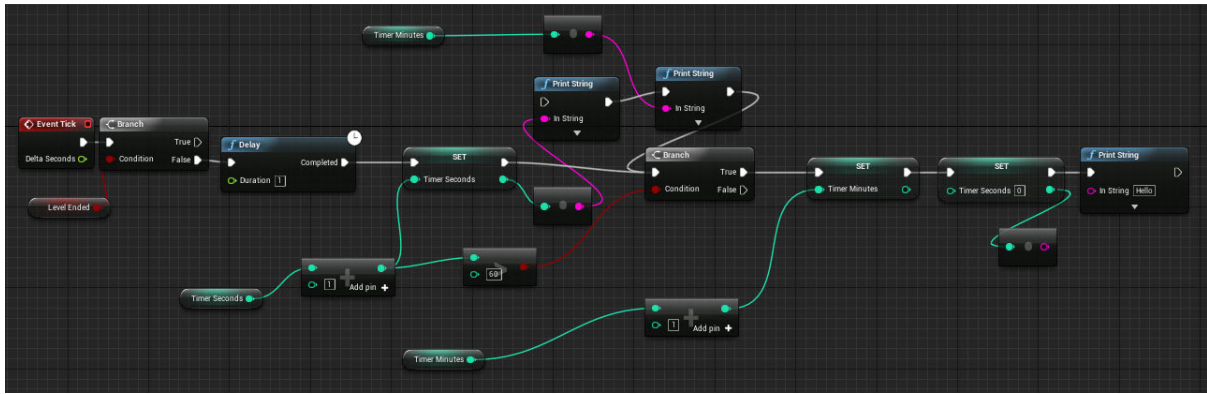 Timer Minutes
Print String
In String
Print String
In String
Event Tick
Delta Seconds
Branch
Condition
True
False
Level Ended
Delay
Completed
Duration 1
SET
Timer Seconds
Branch
Condition
True
False
SET
Timer Minutes
SET
Timer Seconds 0
Print String
In String Hello
Timer Seconds
1
+
Add pin +
>
60
Timer Minutes
1
+
Add pin +